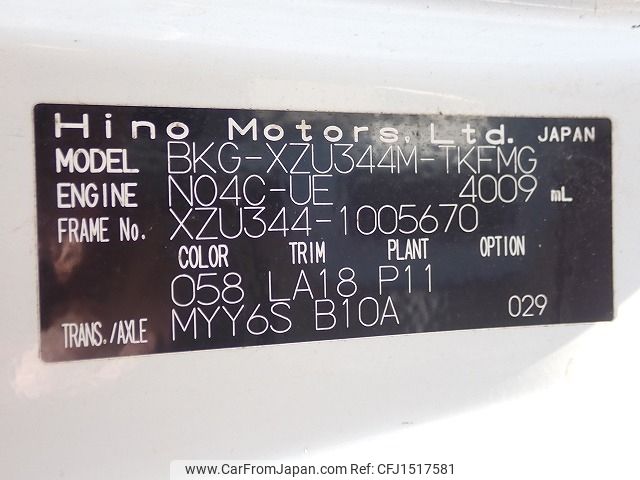 Hino Motors, Ltd. JAPAN
MODEL BKG-XZU344M-TKFMG
ENGINE N04C-UE 4009 mL
FRAME No. XZU344-1005670
COLOR TRIM PLANT OPTION
058 LA18 P11
TRANS./AXLE MYY6S B10A 029
www.CarFromJapan.com ID: CFJ1517581